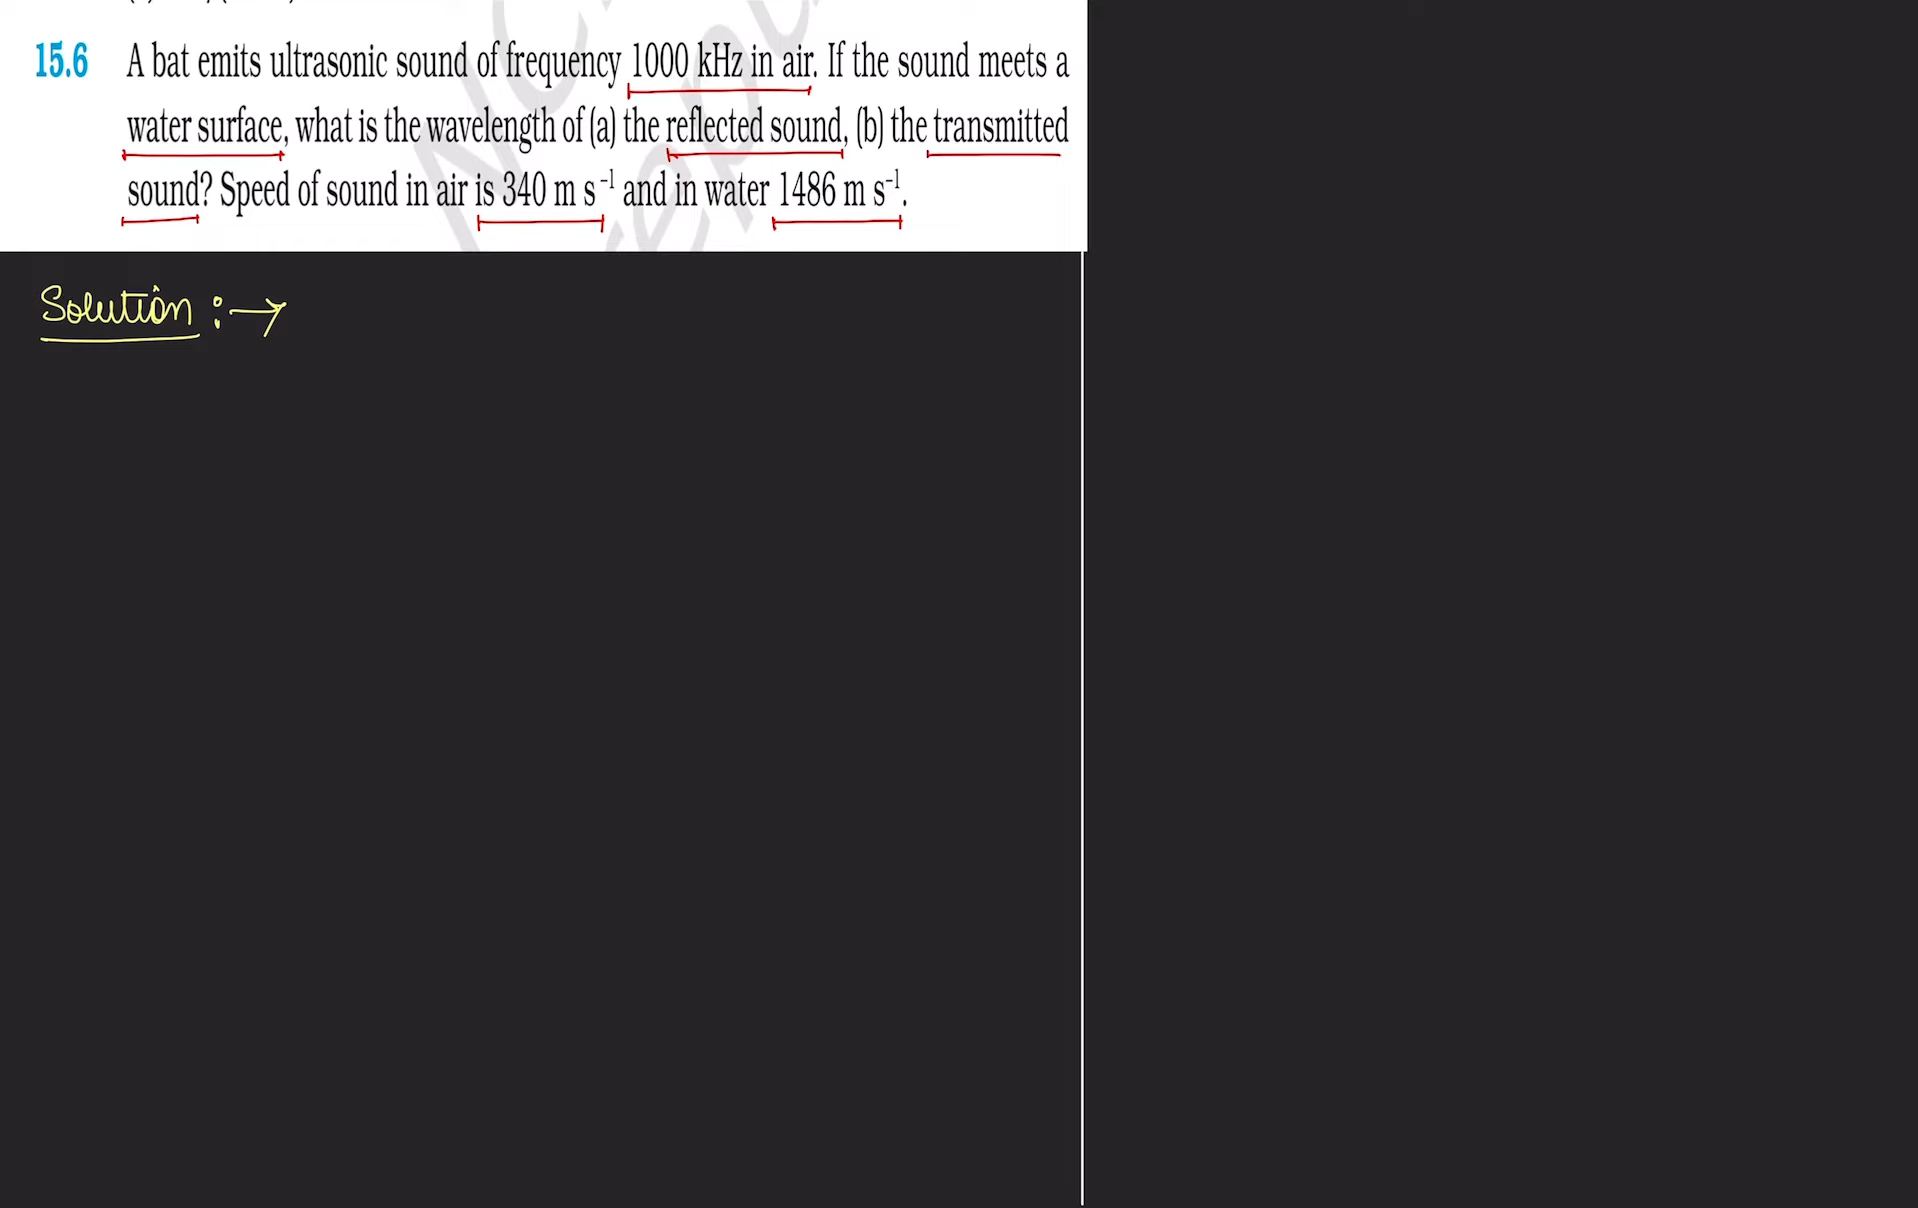 15.6 A bat emits ultrasonic sound of frequency 1000 kHz in air. If the sound meets a
water surface, what is the wavelength of (a) the reflected sound, (b) the transmitted
sound? Speed of sound in air is 340 m s⁻¹ and in water 1486 m s⁻¹.
Solution :→